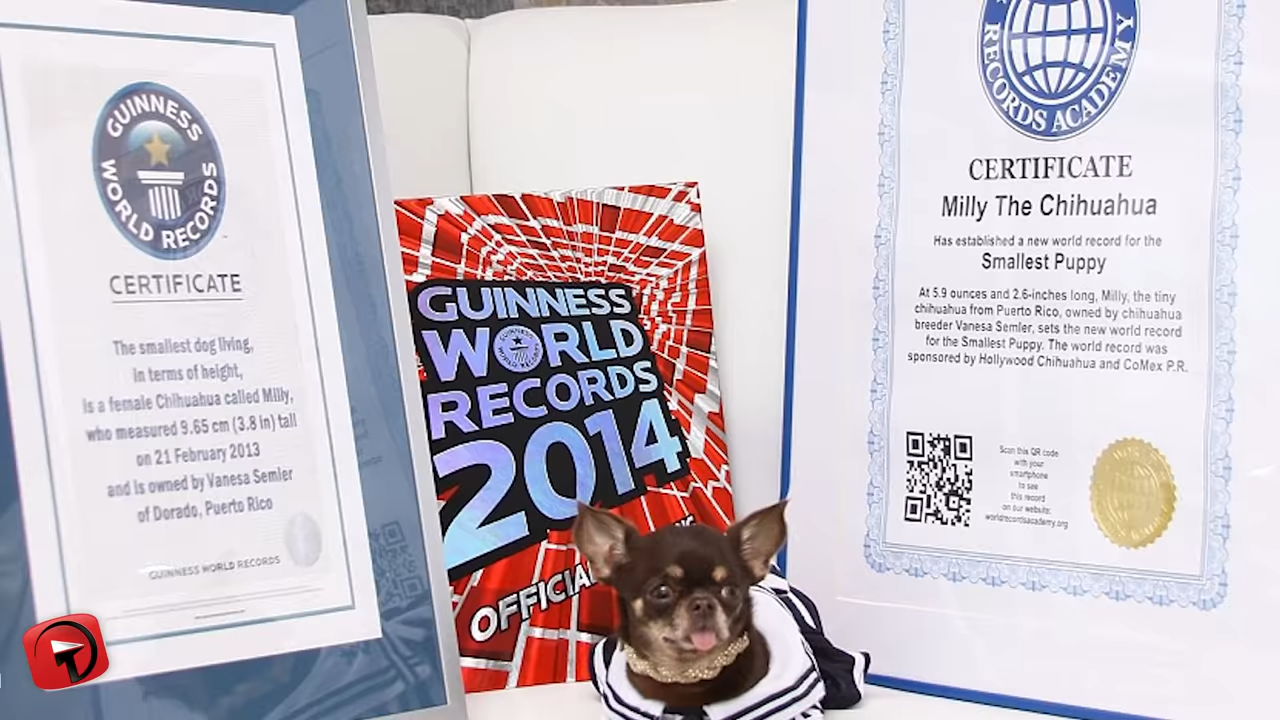 GUINNESS
WORLD RECORDS
CERTIFICATE
The smallest dog living,
in terms of height,
is a female Chihuahua called Milly,
who measured 9.65 cm (3.8 in) tall
on 21 February 2013
and is owned by Vanesa Semler
of Dorado, Puerto Rico
GUINNESS WORLD RECORDS
GUINNESS
WORLD
RECORDS
2014
OFFICIA
RECORDS ACADEMY
CERTIFICATE
Milly The Chihuahua
Has established a new world record for the
Smallest Puppy
At 5.9 ounces and 2.6-inches long, Milly, the tiny
chihuahua from Puerto Rico, owned by chihuahua
breeder Vanesa Semler, sets the new world record
for the Smallest Puppy. The world record was
sponsored by Hollywood Chihuahua and CoMex P.R.
Scan this QR code
with your
smartphone
to see
this record
on our website:
worldrecordsacademy.org